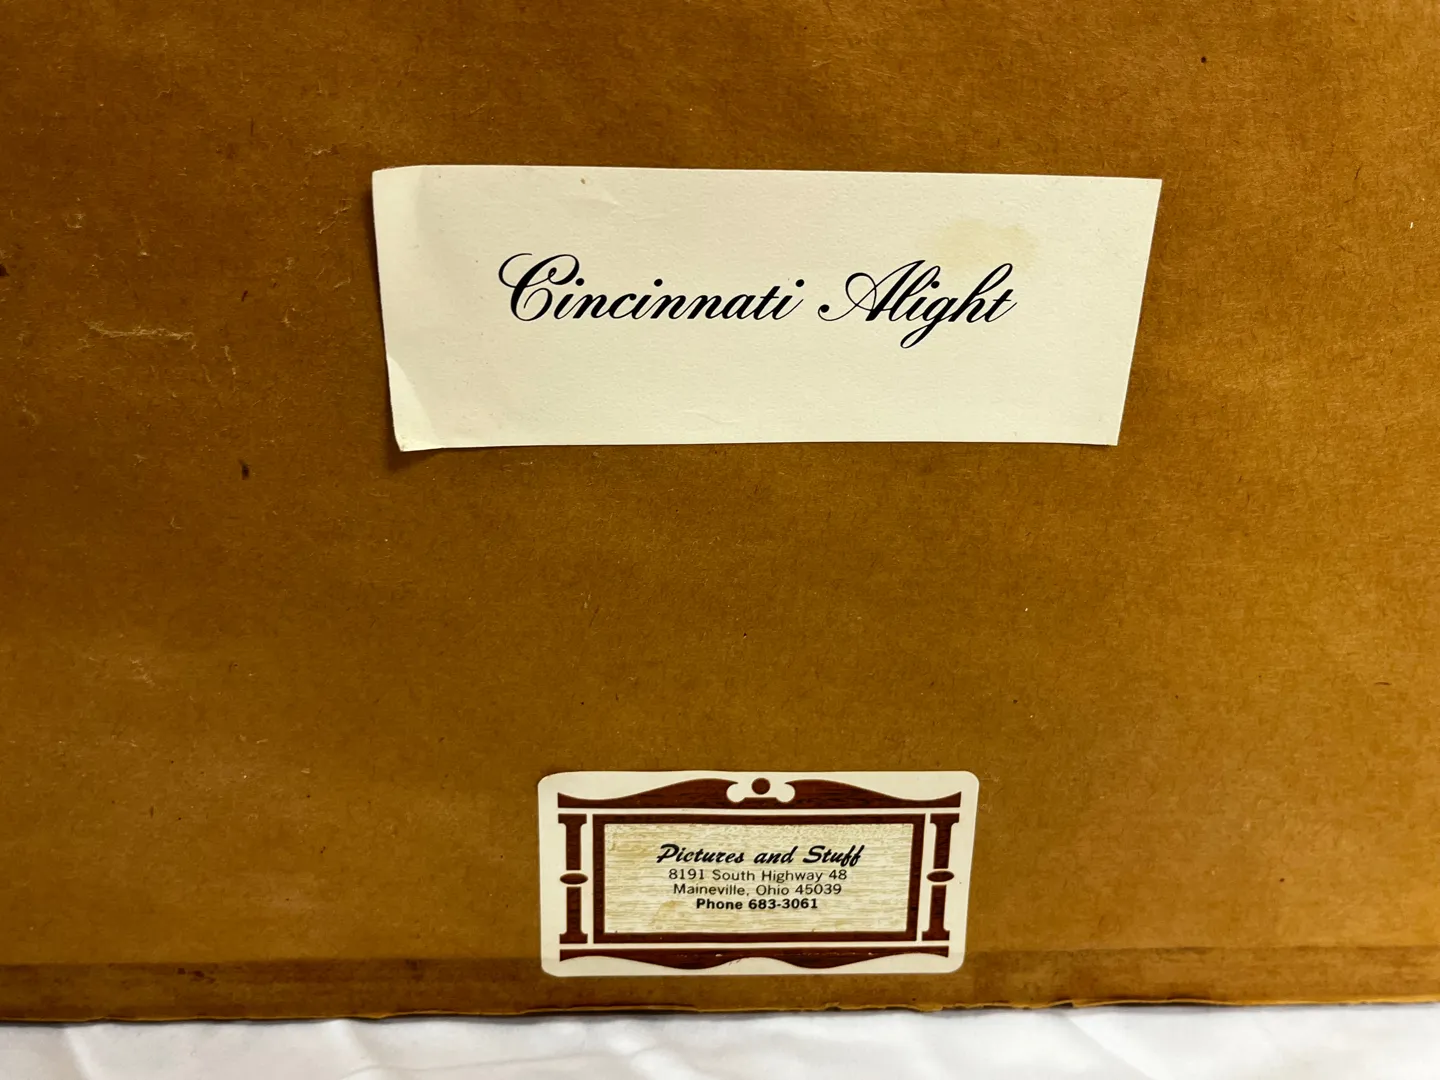 Cincinnati Alight
Pictures and Stuff
8191 South Highway 48
Maineville, Ohio 45039
Phone 683-3061